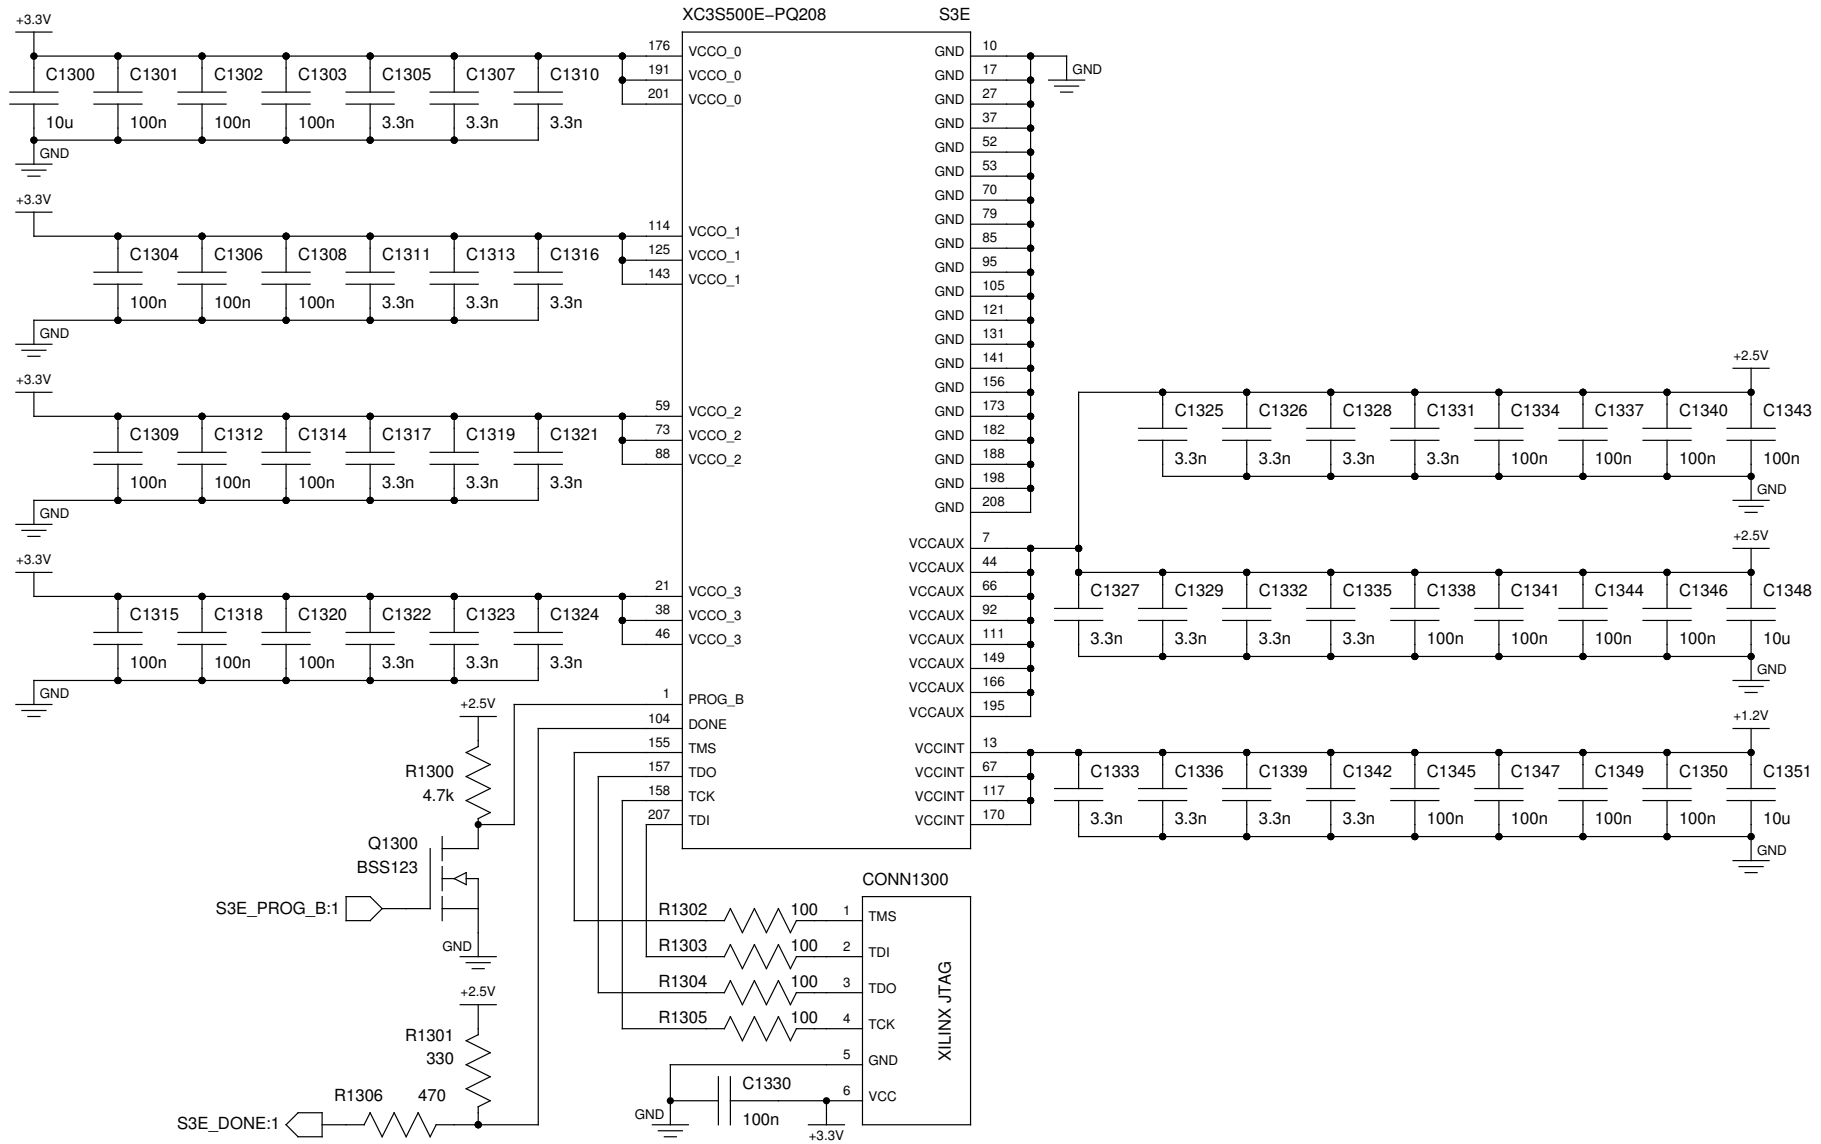 XC3S500E–PQ208 S3E
+3.3V
C1300 C1301 C1302 C1303 C1305 C1307 C1310
10u 100n 100n 100n 3.3n 3.3n 3.3n
GND
176 VCCO_0
191 VCCO_0
201 VCCO_0
+3.3V
C1304 C1306 C1308 C1311 C1313 C1316
100n 100n 100n 3.3n 3.3n 3.3n
GND
114 VCCO_1
125 VCCO_1
143 VCCO_1
+3.3V
C1309 C1312 C1314 C1317 C1319 C1321
100n 100n 100n 3.3n 3.3n 3.3n
GND
59 VCCO_2
73 VCCO_2
88 VCCO_2
+3.3V
C1315 C1318 C1320 C1322 C1323 C1324
100n 100n 100n 3.3n 3.3n 3.3n
GND
21 VCCO_3
38 VCCO_3
46 VCCO_3
1 PROG_B
104 DONE
155 TMS
157 TDO
158 TCK
207 TDI
GND 10
GND
GND 17
GND 27
GND 37
GND 52
GND 53
GND 70
GND 79
GND 85
GND 95
GND 105
GND 121
GND 131
GND 141
GND 156
GND 173
GND 182
GND 188
GND 198
GND 208
VCCAUX 7
VCCAUX 44
VCCAUX 66
VCCAUX 92
VCCAUX 111
VCCAUX 149
VCCAUX 166
VCCAUX 195
VCCINT 13
VCCINT 67
VCCINT 117
VCCINT 170
+2.5V
C1325 C1326 C1328 C1331 C1334 C1337 C1340 C1343
3.3n 3.3n 3.3n 3.3n 100n 100n 100n 100n
GND
+2.5V
C1327 C1329 C1332 C1335 C1338 C1341 C1344 C1346 C1348
3.3n 3.3n 3.3n 3.3n 100n 100n 100n 100n 10u
GND
+1.2V
C1333 C1336 C1339 C1342 C1345 C1347 C1349 C1350 C1351
3.3n 3.3n 3.3n 3.3n 100n 100n 100n 100n 10u
GND
+2.5V
R1300
4.7k
Q1300
BSS123
S3E_PROG_B:1
GND
+2.5V
R1301
330
R1306 470
S3E_DONE:1
CONN1300
R1302 100 1 TMS
R1303 100 2 TDI
R1304 100 3 TDO
R1305 100 4 TCK
5 GND
6 VCC
XILINX JTAG
C1330
100n
GND
+3.3V